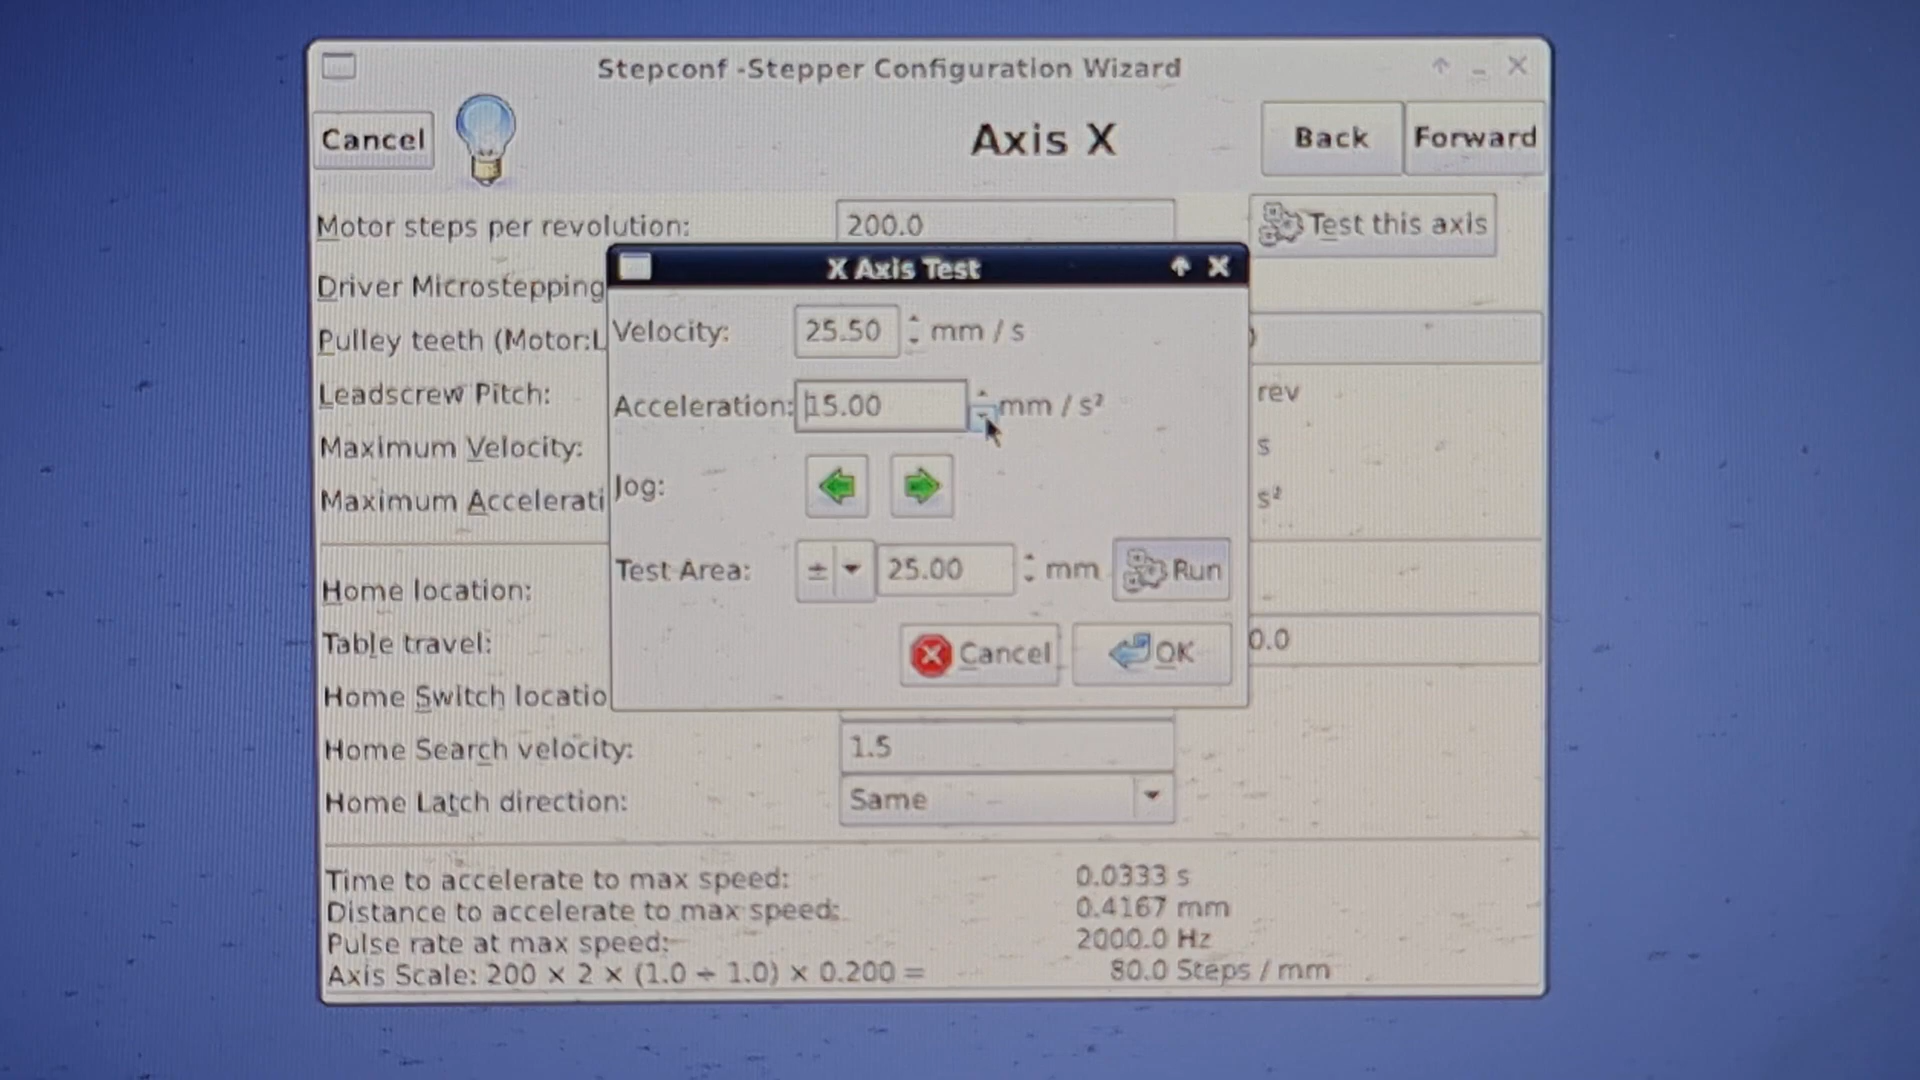 Stepconf -Stepper Configuration Wizard
Cancel
Axis X
Back
Forward
Motor steps per revolution:
200.0
Test this axis
X Axis Test
Driver Microstepping
Velocity:
25.50
mm / s
Pulley teeth (Motor:L
Leadscrew Pitch:
Acceleration:
15.00
mm / s²
rev
Maximum Velocity:
s
Maximum Accelerati
Jog:
s²
Test Area:
±
25.00
mm
Run
Home location:
Cancel
OK
Table travel:
0.0
Home Switch locatio
Home Search velocity:
1.5
Home Latch direction:
Same
Time to accelerate to max speed:
0.0333 s
Distance to accelerate to max speed:
0.4167 mm
Pulse rate at max speed:
2000.0 Hz
Axis Scale: 200 × 2 × (1.0 ÷ 1.0) × 0.200 =
80.0 Steps / mm